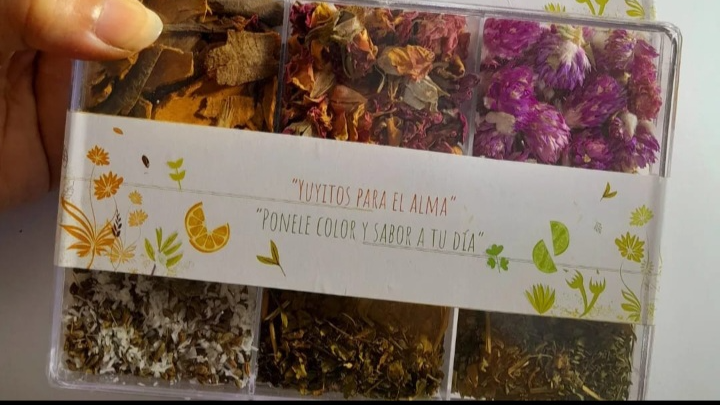 "YUYITOS PARA EL ALMA"
"PONELE COLOR Y SABOR A TU DÍA"